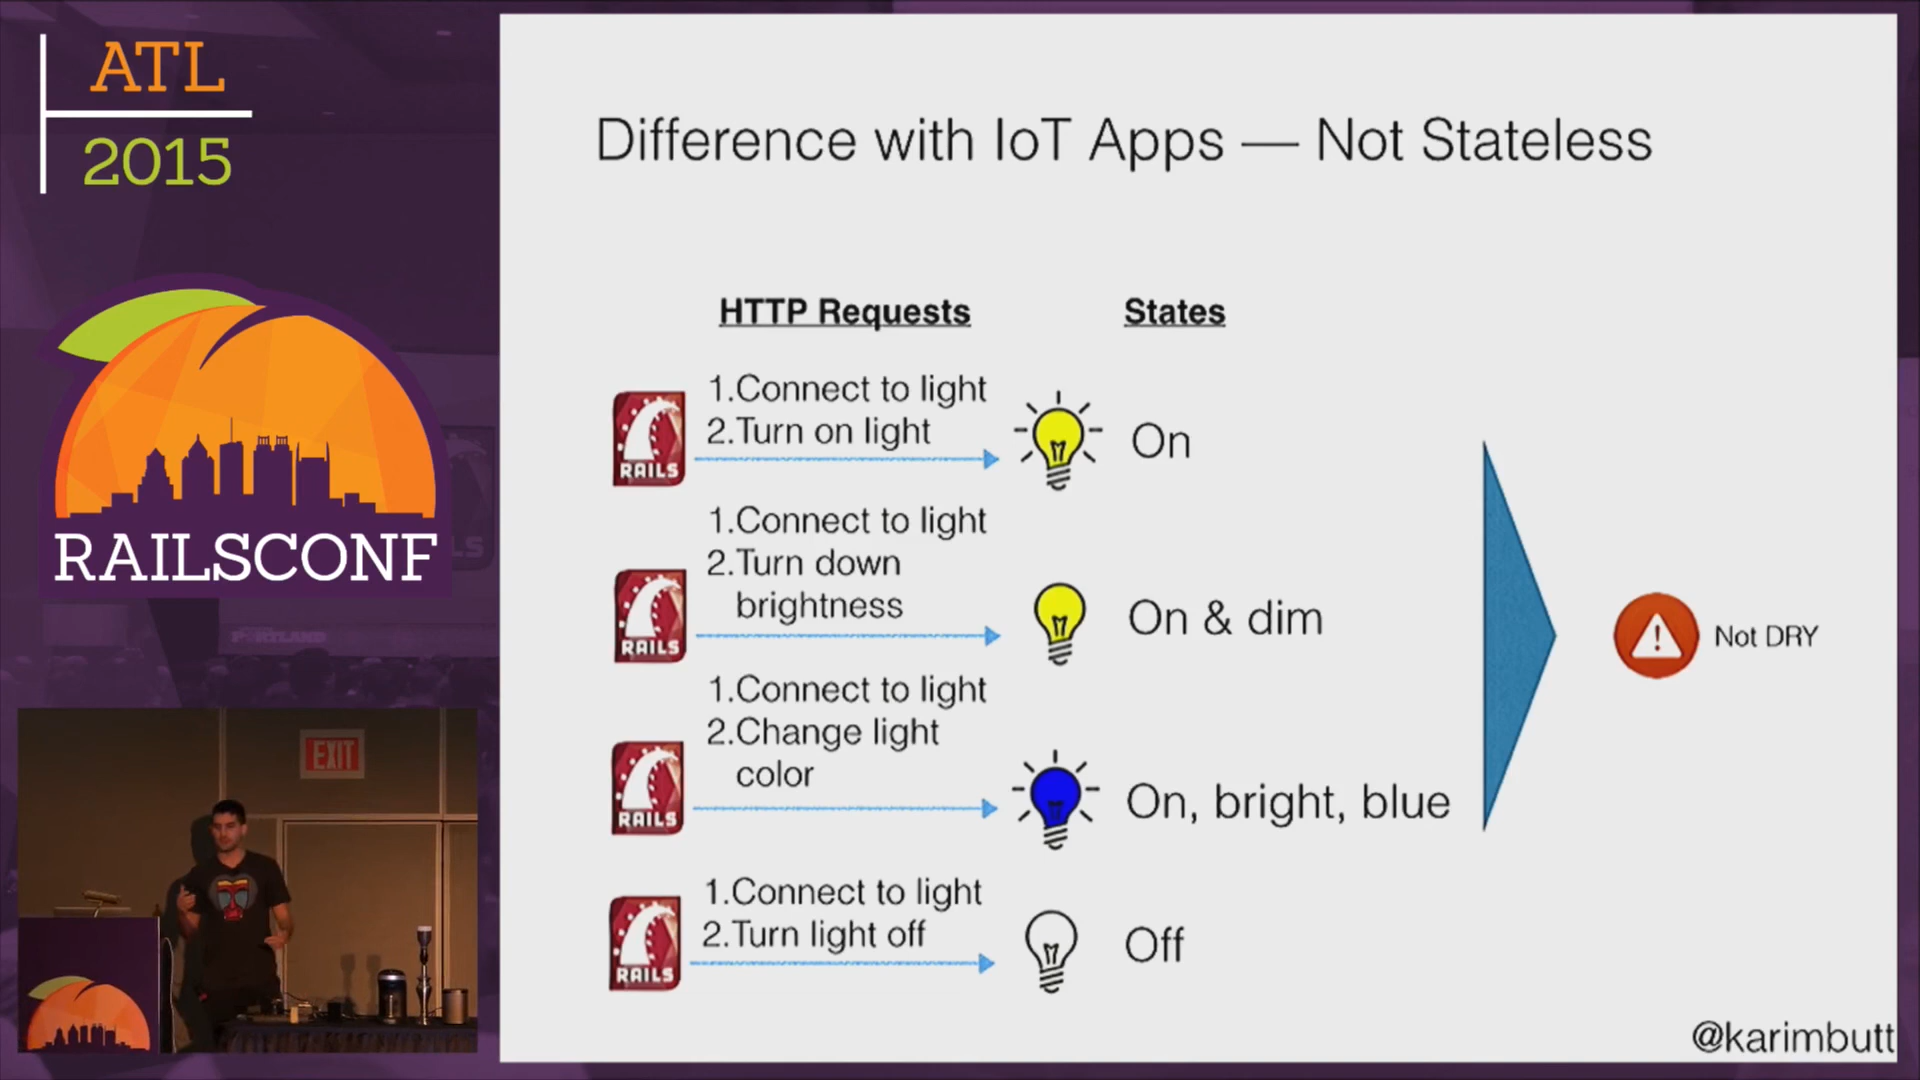 ATL
2015
RAILSCONF
EXIT
Difference with IoT Apps — Not Stateless
HTTP Requests
States
1.Connect to light
2.Turn on light
RAILS
On
1.Connect to light
2.Turn down
brightness
RAILS
On & dim
1.Connect to light
2.Change light
color
RAILS
On, bright, blue
1.Connect to light
2.Turn light off
RAILS
Off
Not DRY
@karimbutt
PORTLAND